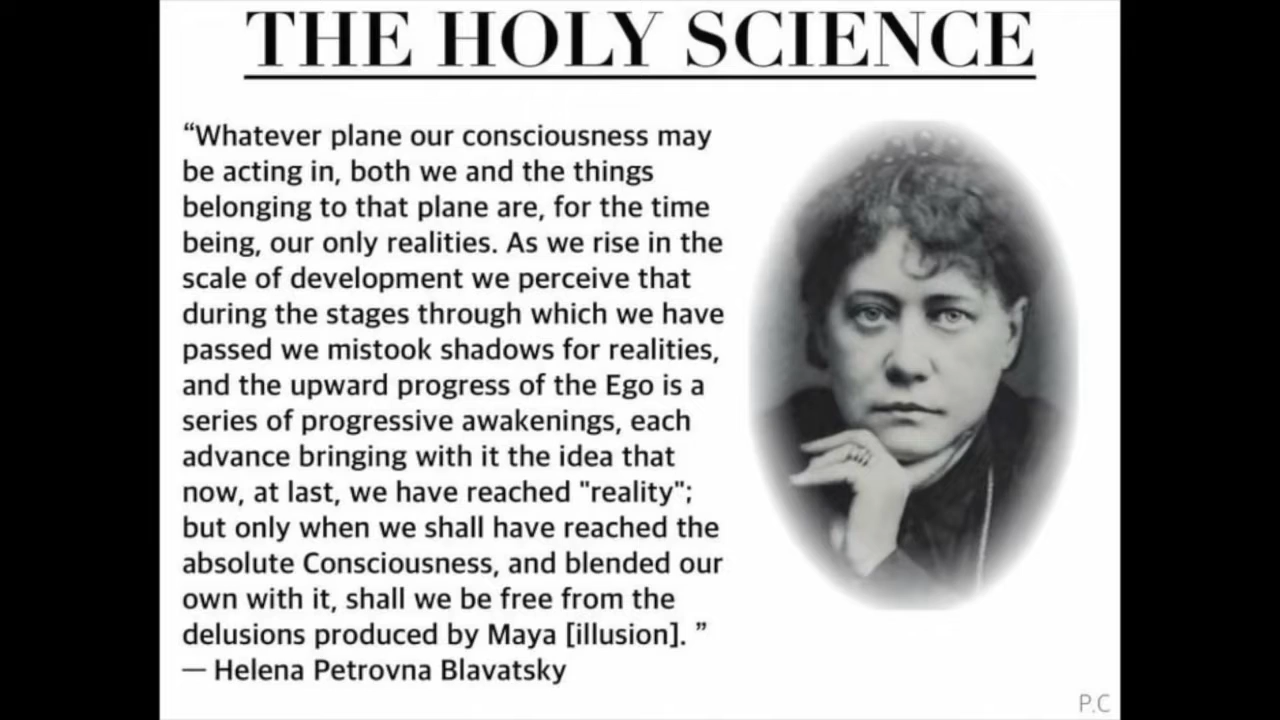 THE HOLY SCIENCE
“Whatever plane our consciousness may
be acting in, both we and the things
belonging to that plane are, for the time
being, our only realities. As we rise in the
scale of development we perceive that
during the stages through which we have
passed we mistook shadows for realities,
and the upward progress of the Ego is a
series of progressive awakenings, each
advance bringing with it the idea that
now, at last, we have reached "reality";
but only when we shall have reached the
absolute Consciousness, and blended our
own with it, shall we be free from the
delusions produced by Maya [illusion]. ”
— Helena Petrovna Blavatsky
P.C